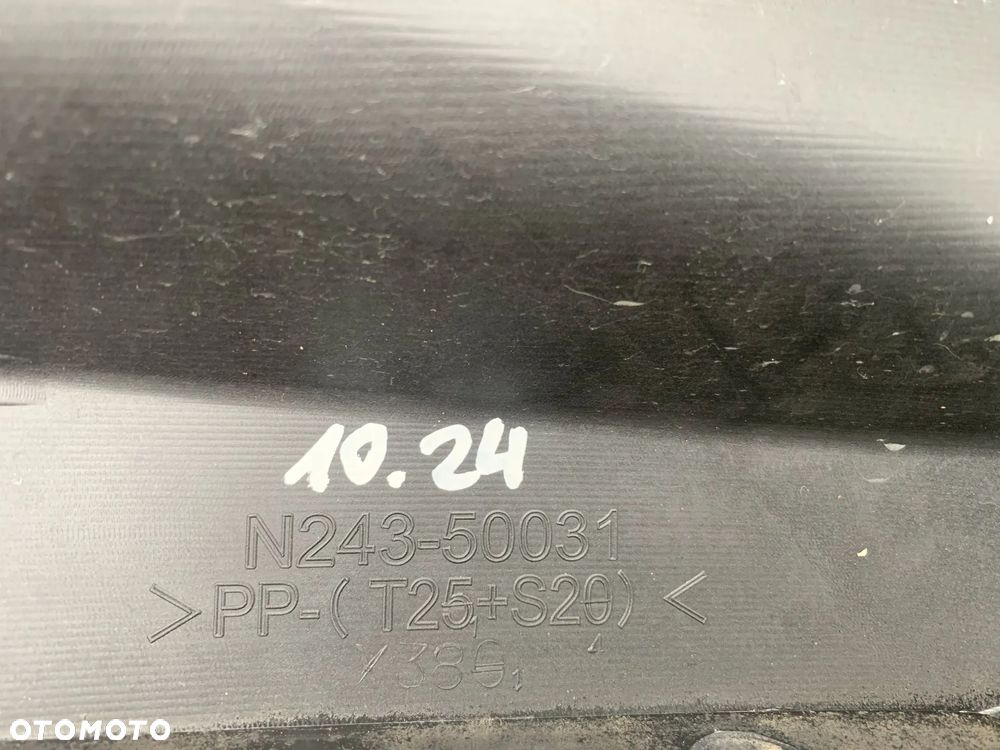 10.24
N243-50031
>PP-(T25+S20)<
OTOMOTO